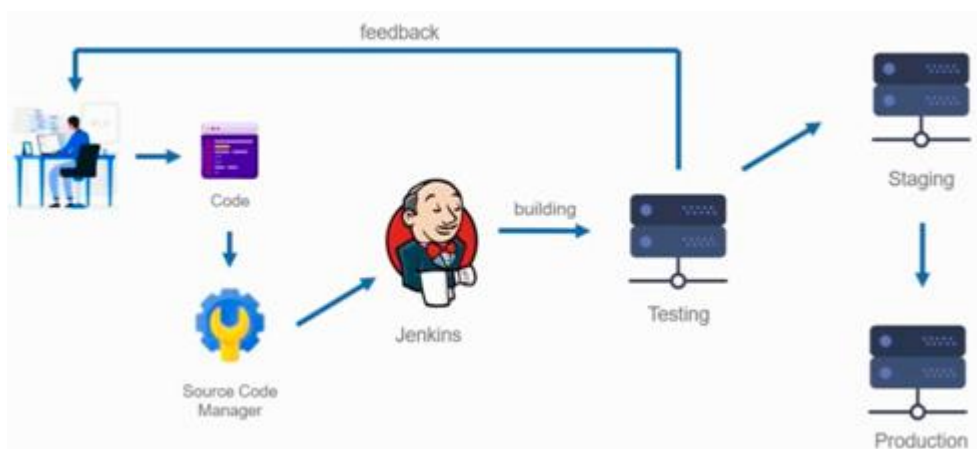 feedback
Code
Source Code
Manager
Jenkins
building
Testing
Staging
Production